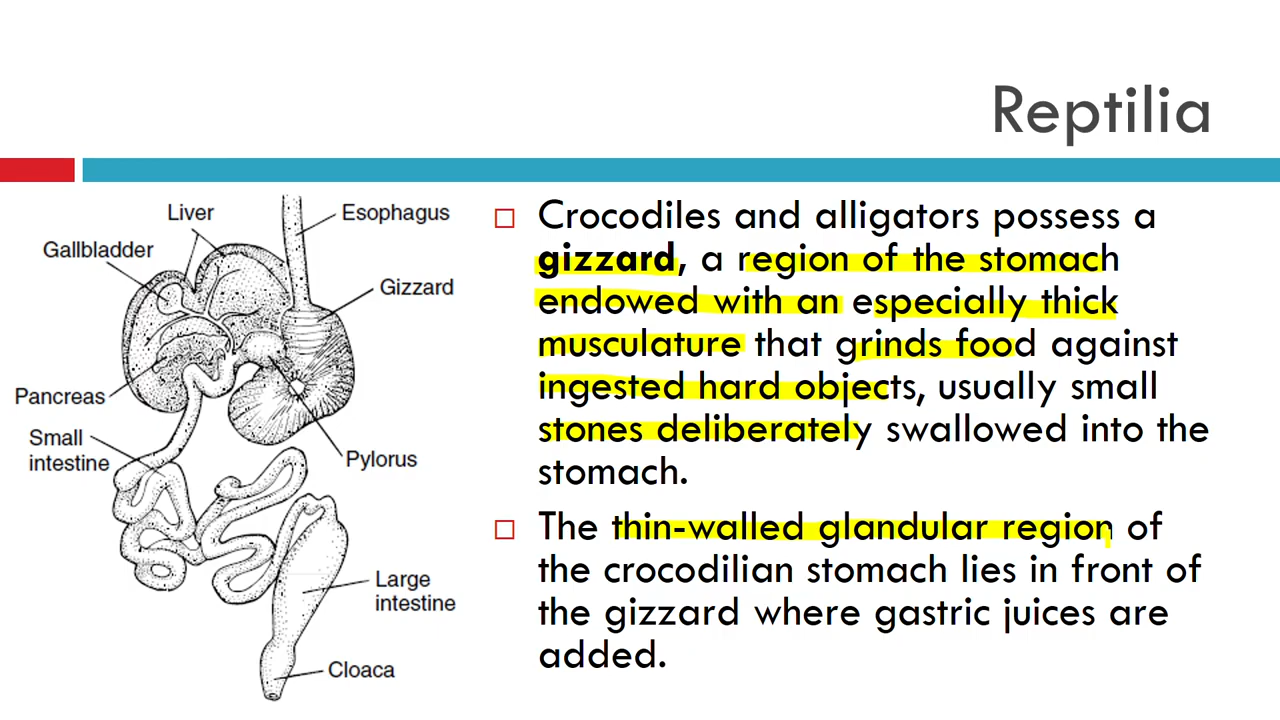 Reptilia
Liver
Gallbladder
Esophagus
Gizzard
Pancreas
Small
intestine
Pylorus
Large
intestine
Cloaca
Crocodiles and alligators possess a
gizzard, a region of the stomach
endowed with an especially thick
musculature that grinds food against
ingested hard objects, usually small
stones deliberately swallowed into the
stomach.
The thin-walled glandular region of
the crocodilian stomach lies in front of
the gizzard where gastric juices are
added.